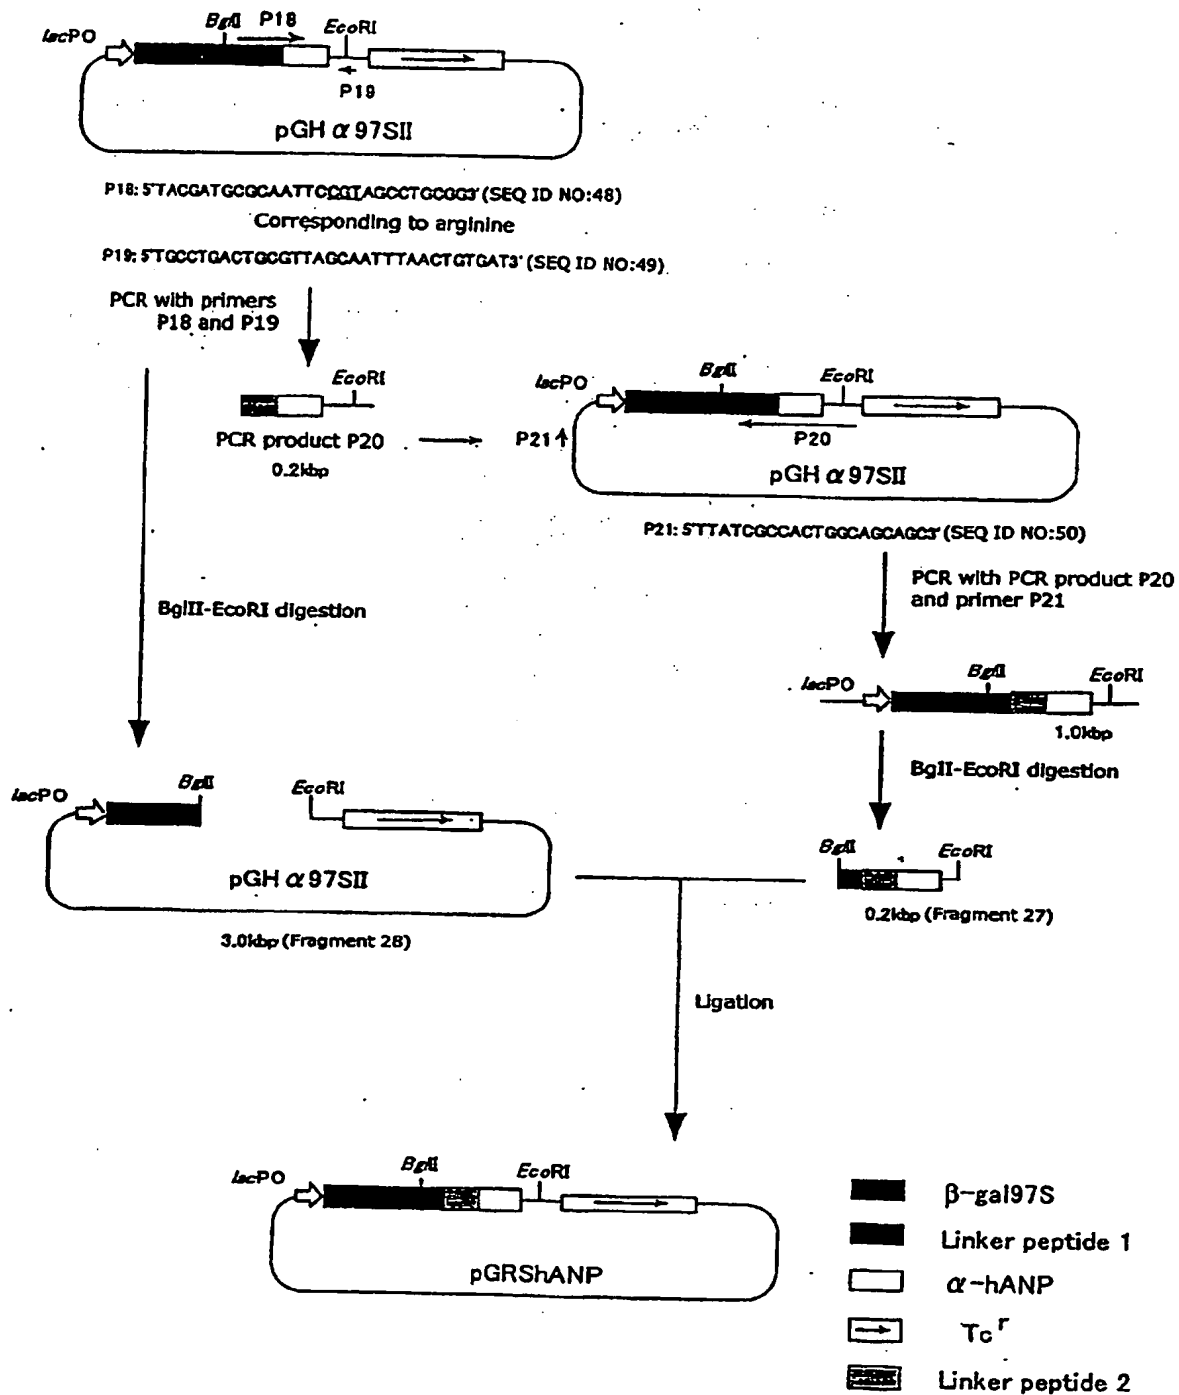 BglII P18
EcoRI
lacPO
P19
pGH α 97SII
P18: 5'TACGATGCGCAATTCCGTAGCCTGCGG3' (SEQ ID NO:48)
Corresponding to arginine
P19: 5'TGCCTGACTGCGTTAGCAATTTAACTGTGAT3' (SEQ ID NO:49)
PCR with primers
P18 and P19
EcoRI
PCR product P20
0.2kbp
lacPO
BglII
EcoRI
P21
P20
pGH α 97SII
P21: 5'TTATCGCCACTGGCAGCAGC3' (SEQ ID NO:50)
PCR with PCR product P20
and primer P21
BglII-EcoRI digestion
lacPO
BglII
EcoRI
1.0kbp
BglII-EcoRI digestion
lacPO
BglII
EcoRI
pGH α 97SII
3.0kbp (Fragment 28)
BglII
EcoRI
0.2kbp (Fragment 27)
Ligation
lacPO
BglII
EcoRI
pGRShANP
β-gal97S
Linker peptide 1
α-hANP
Tc r
Linker peptide 2